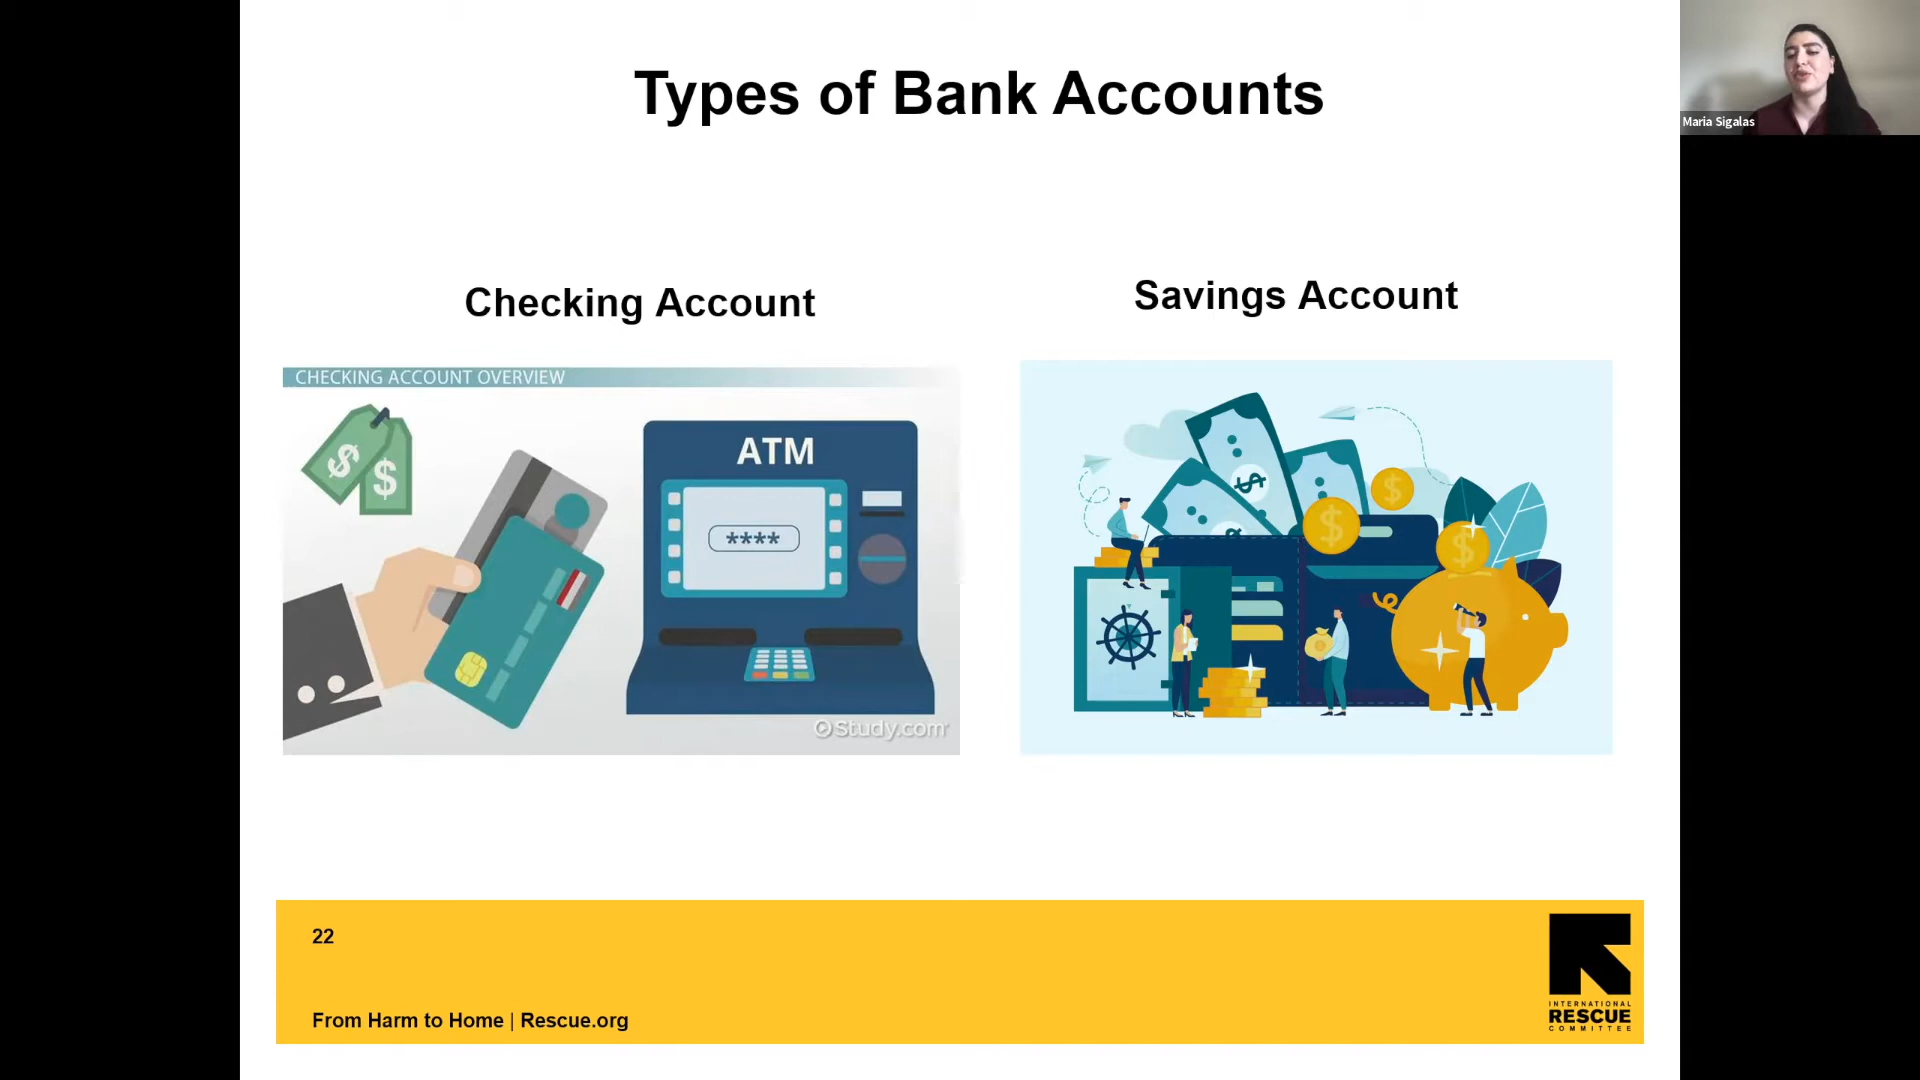 Types of Bank Accounts
Maria Sigalas
Checking Account
Savings Account
CHECKING ACCOUNT OVERVIEW
$
$
ATM
****
Study.com
$
$
$
$
22
From Harm to Home | Rescue.org
INTERNATIONAL
RESCUE
COMMITTEE